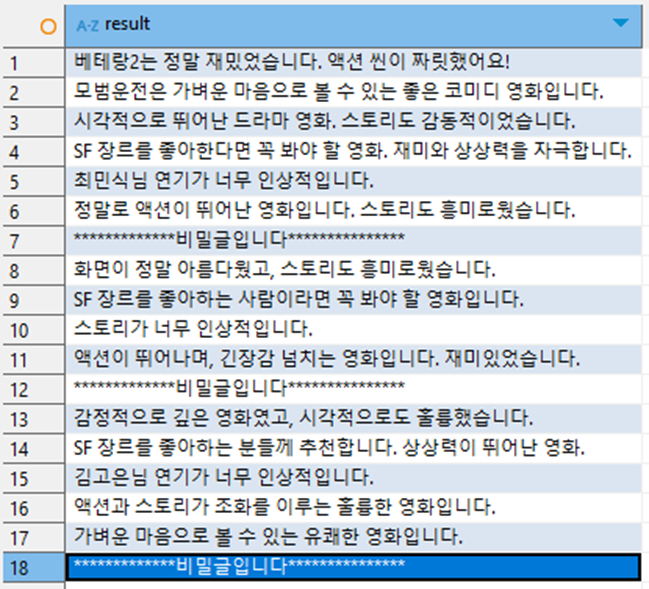 A-Z result
1 베테랑2는 정말 재밌었습니다. 액션 씬이 짜릿했어요!
2 모범운전은 가벼운 마음으로 볼 수 있는 좋은 코미디 영화입니다.
3 시각적으로 뛰어난 드라마 영화. 스토리도 감동적이었습니다.
4 SF 장르를 좋아한다면 꼭 봐야 할 영화. 재미와 상상력을 자극합니다.
5 최민식님 연기가 너무 인상적입니다.
6 정말로 액션이 뛰어난 영화입니다. 스토리도 흥미로웠습니다.
7 *************비밀글입니다***************
8 화면이 정말 아름다웠고, 스토리도 흥미로웠습니다.
9 SF 장르를 좋아하는 사람이라면 꼭 봐야 할 영화입니다.
10 스토리가 너무 인상적입니다.
11 액션이 뛰어나며, 긴장감 넘치는 영화입니다. 재미있었습니다.
12 *************비밀글입니다***************
13 감정적으로 깊은 영화였고, 시각적으로도 훌륭했습니다.
14 SF 장르를 좋아하는 분들께 추천합니다. 상상력이 뛰어난 영화.
15 김고은님 연기가 너무 인상적입니다.
16 액션과 스토리가 조화를 이루는 훌륭한 영화입니다.
17 가벼운 마음으로 볼 수 있는 유쾌한 영화입니다.
18 *************비밀글입니다***************